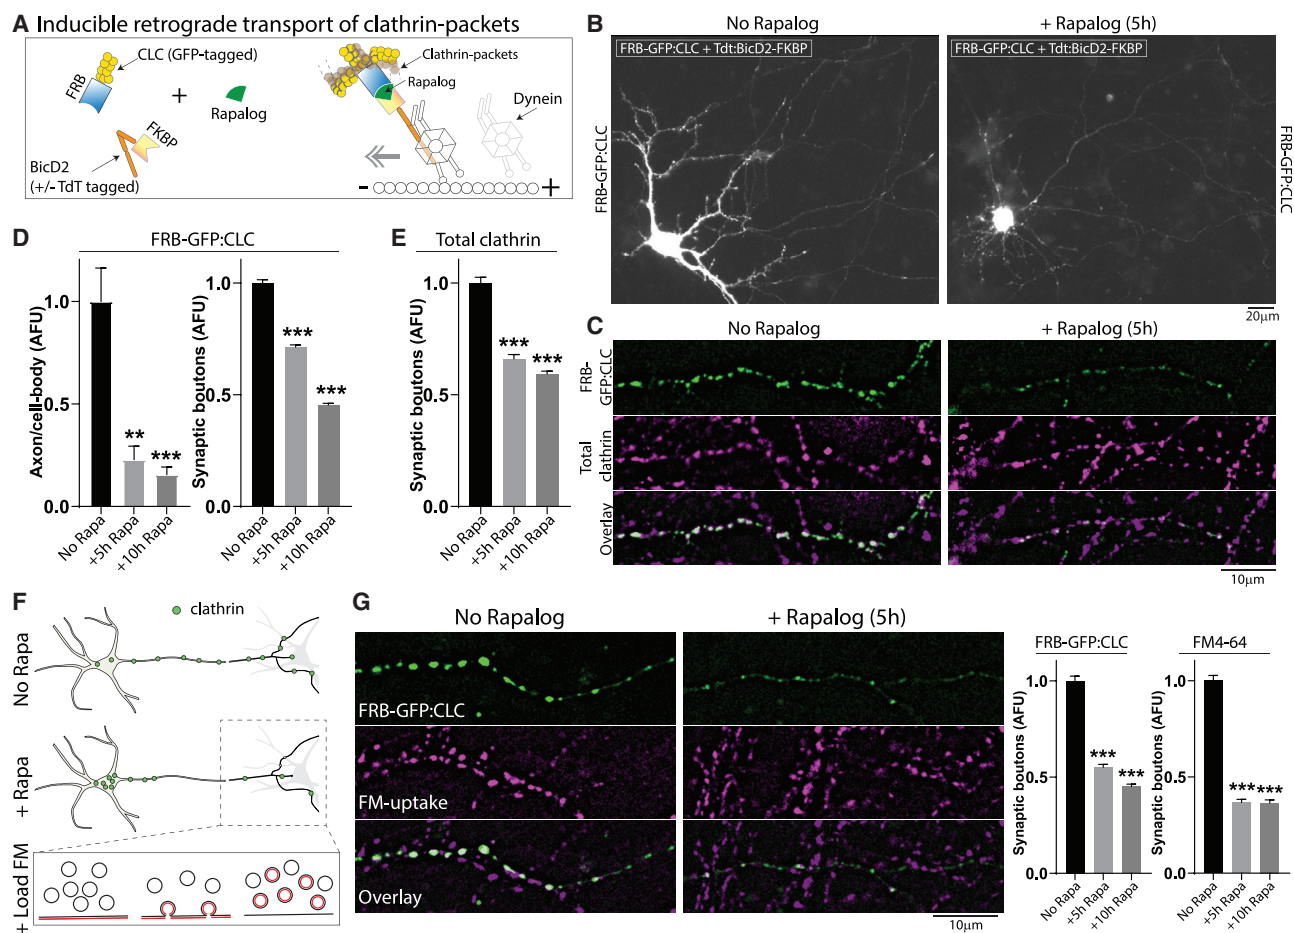 A Inducible retrograde transport of clathrin-packets
CLC (GFP-tagged)
FRB
+
Rapalog
FKBP
BicD2
(+/- TdT tagged)
Clathrin-packets
Rapalog
Dynein
- +
B No Rapalog + Rapalog (5h)
FRB-GFP:CLC
FRB-GFP:CLC + Tdt:BicD2-FKBP
FRB-GFP:CLC + Tdt:BicD2-FKBP
FRB-GFP:CLC
20µm
C No Rapalog + Rapalog (5h)
FRB-
GFP:CLC
Total
clathrin
Overlay
10µm
D FRB-GFP:CLC
Axon/cell-body (AFU)
1.0
0.5
0.0
**
***
No Rapa
+5h Rapa
+10h Rapa
Synaptic boutons (AFU)
1.0
0.5
0.0
***
***
No Rapa
+5h Rapa
+10h Rapa
E Total clathrin
Synaptic boutons (AFU)
1.0
0.5
0.0
***
***
No Rapa
+5h Rapa
+10h Rapa
F clathrin
No Rapa
+ Rapa
+ Load FM
G No Rapalog + Rapalog (5h)
FRB-GFP:CLC
FM-uptake
Overlay
10µm
FRB-GFP:CLC
Synaptic boutons (AFU)
1.0
0.5
0.0
***
***
No Rapa
+5h Rapa
+10h Rapa
FM4-64
Synaptic boutons (AFU)
1.0
0.5
0.0
***
***
No Rapa
+5h Rapa
+10h Rapa